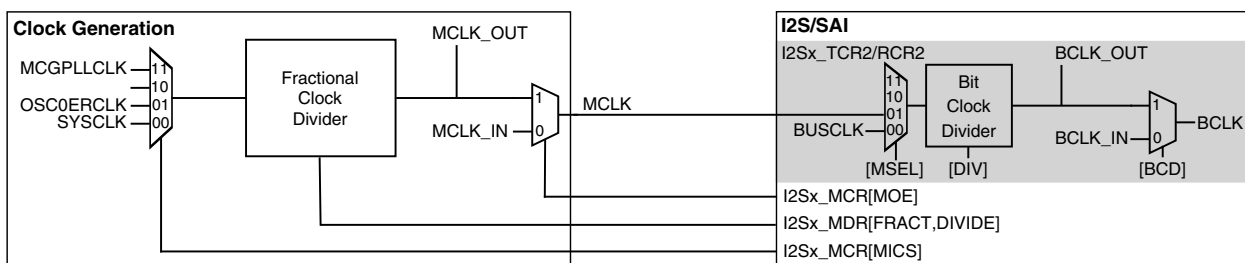 Clock Generation
MCGPLLCLK
11
10
OSC0ERCLK
01
SYSCLK
00
Fractional
Clock
Divider
MCLK_OUT
1
MCLK_IN
0
MCLK
I2S/SAI
I2Sx_TCR2/RCR2
11
10
01
BUSCLK
00
[MSEL]
Bit
Clock
Divider
[DIV]
BCLK_OUT
1
BCLK_IN
0
BCLK
[BCD]
I2Sx_MCR[MOE]
I2Sx_MDR[FRACT,DIVIDE]
I2Sx_MCR[MICS]